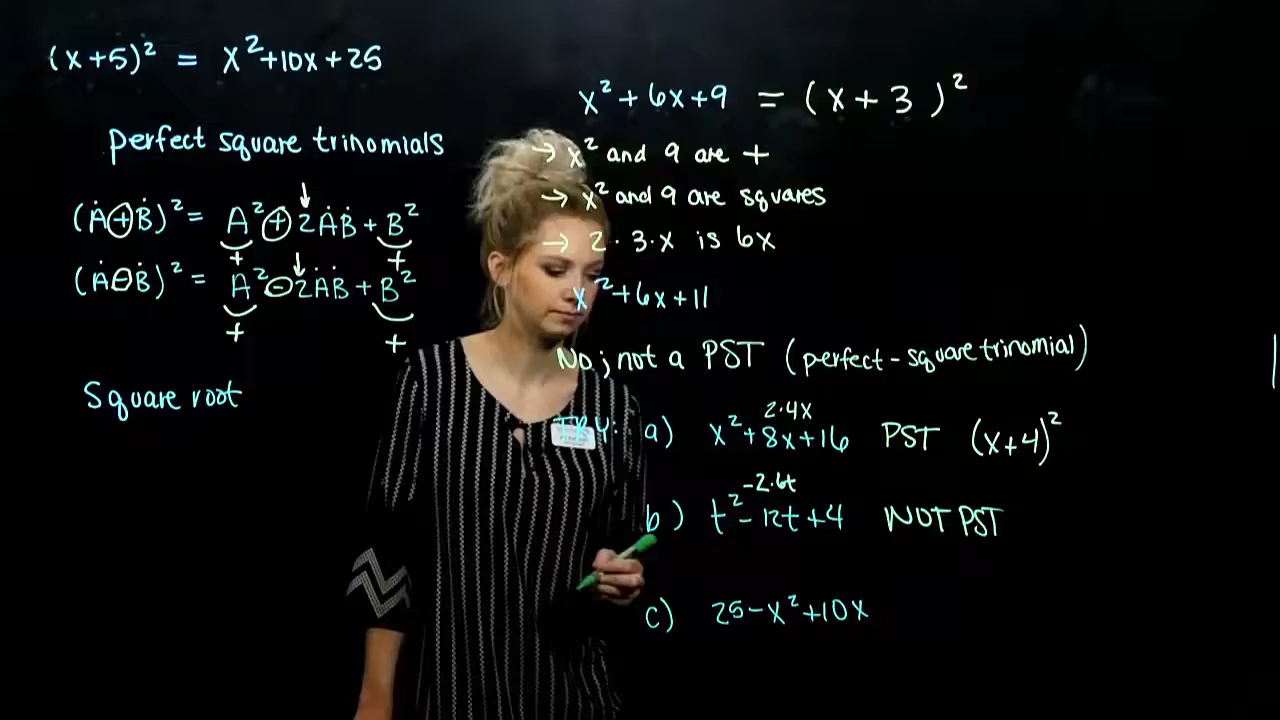 (x+5)² = x²+10x+25
perfect square trinomials
(A+B)² = A²+2AB+B²
+ +
(A-B)² = A²-2AB+B²
+ +
Square root
x²+6x+9 = (x+3)²
→ x² and 9 are +
→ x² and 9 are squares
→ 2·3·x is 6x
x²+6x+11
No; not a PST (perfect-square trinomial)
2·4x
TRY: a) x²+8x+16 PST (x+4)²
-2·6t
b) t²-12t+4 NOT PST
c) 25-x²+10x